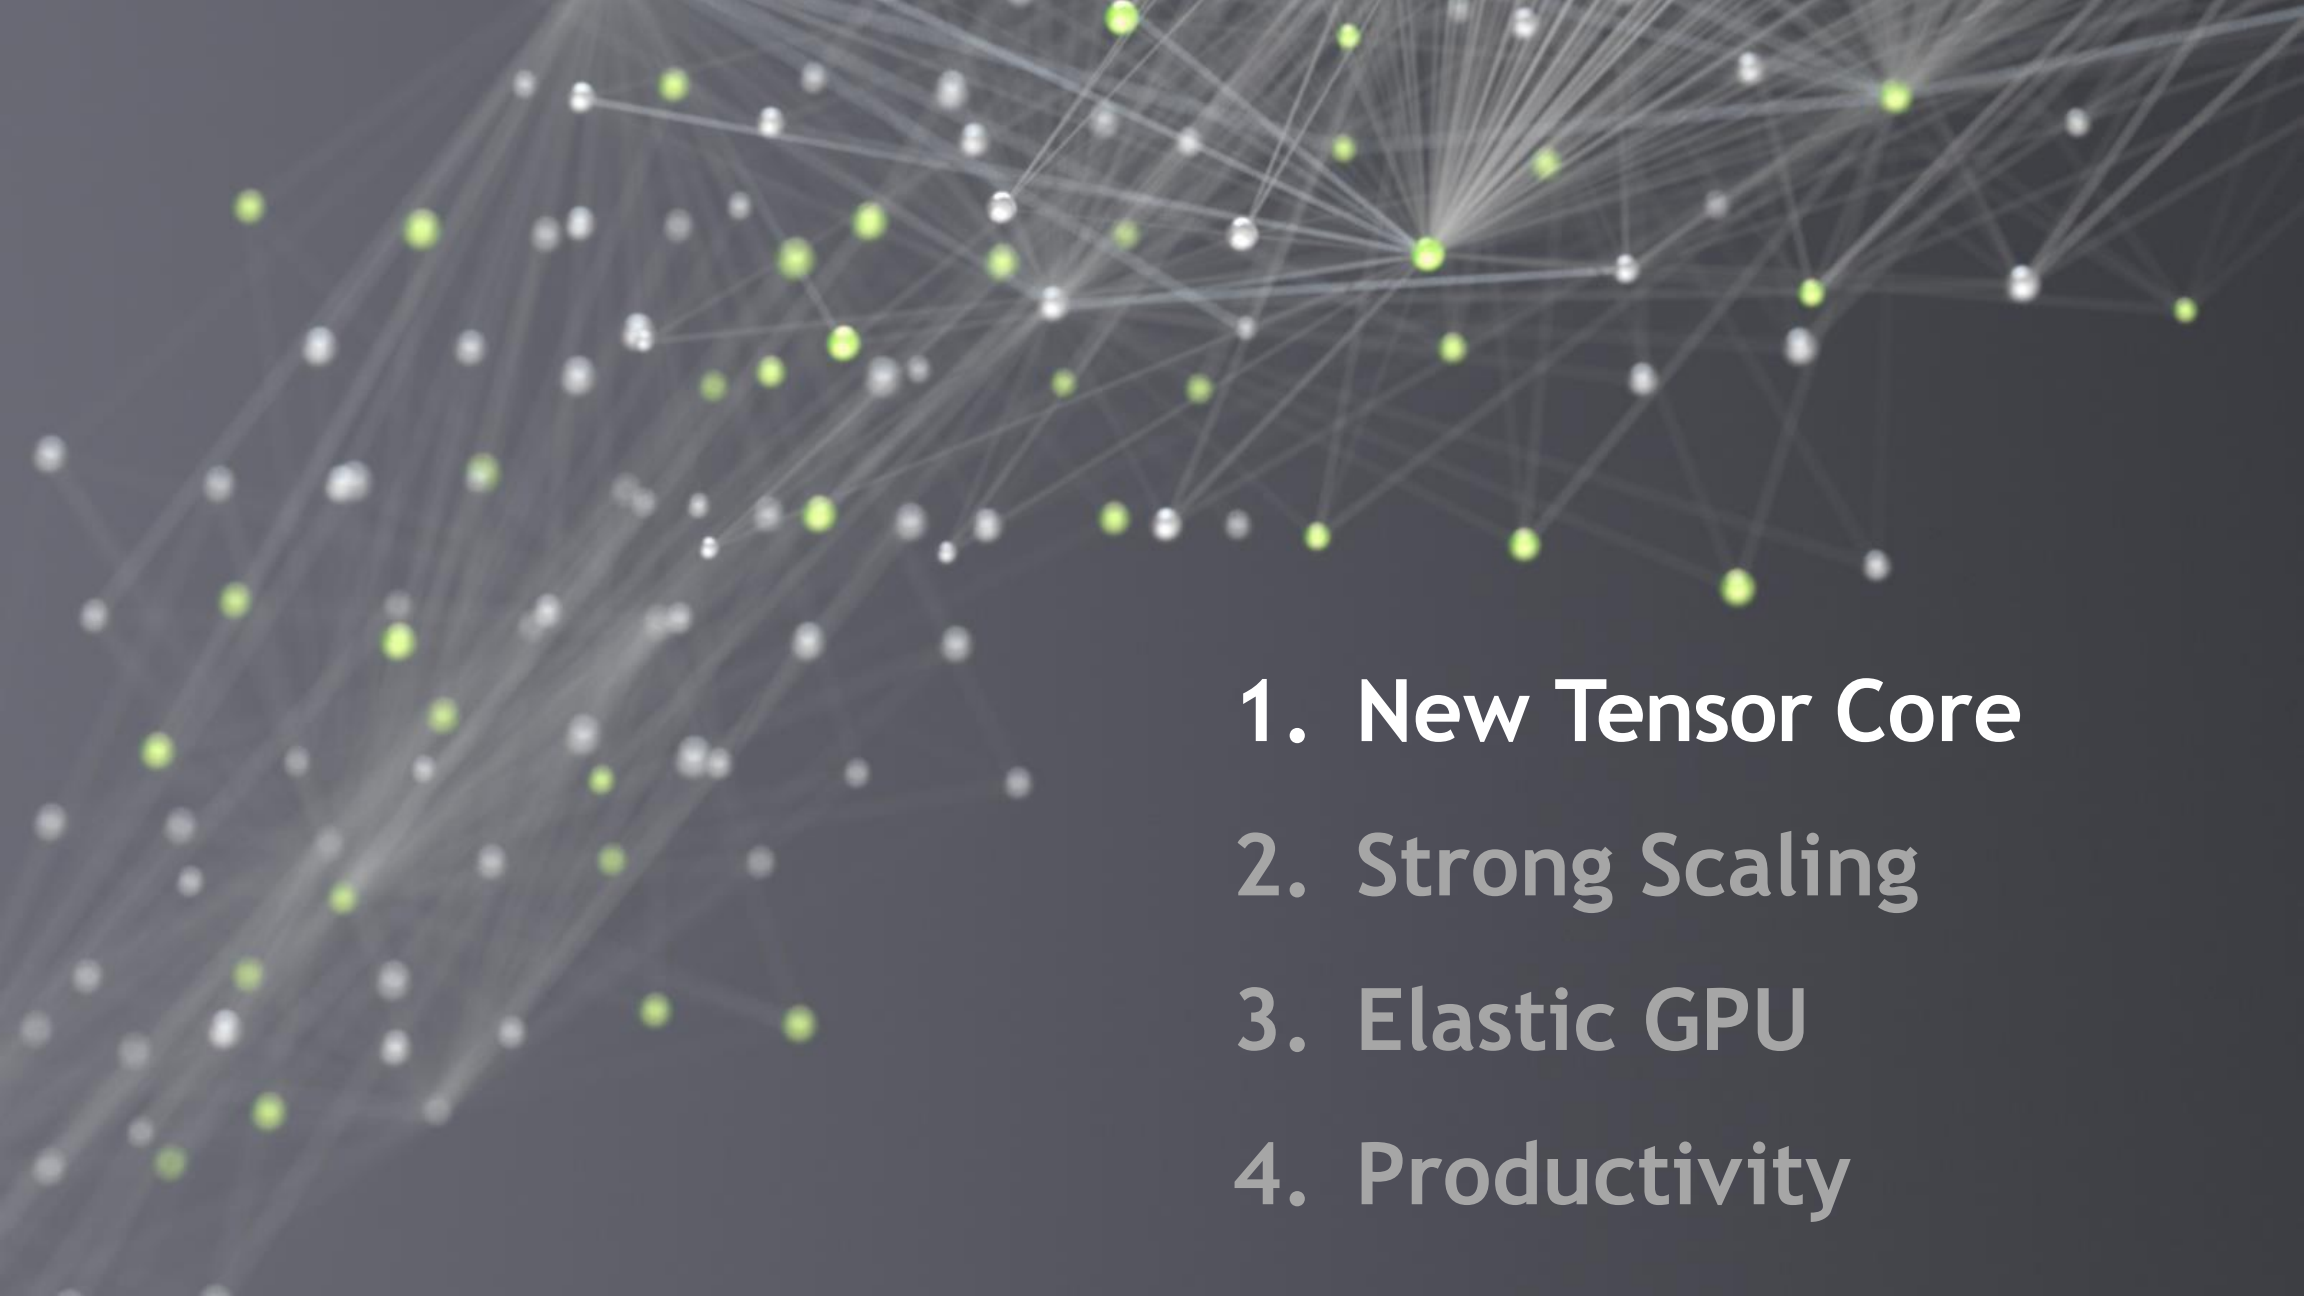 1. New Tensor Core
2. Strong Scaling
3. Elastic GPU
4. Productivity